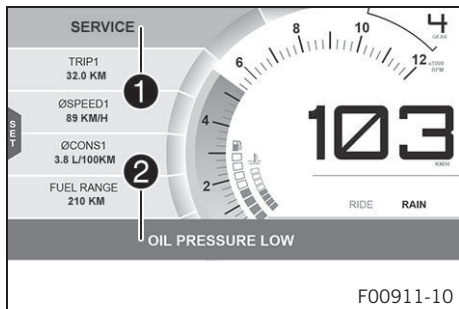 SERVICE
TRIP1
32.0 KM
ØSPEED1
89 KM/H
ØCONS1
3.8 L/100KM
FUEL RANGE
210 KM
SET
1
2
2
4
6
8
10
12
x1000
RPM
4
GEAR
103
KM/H
RIDE RAIN
OIL PRESSURE LOW
F00911-10